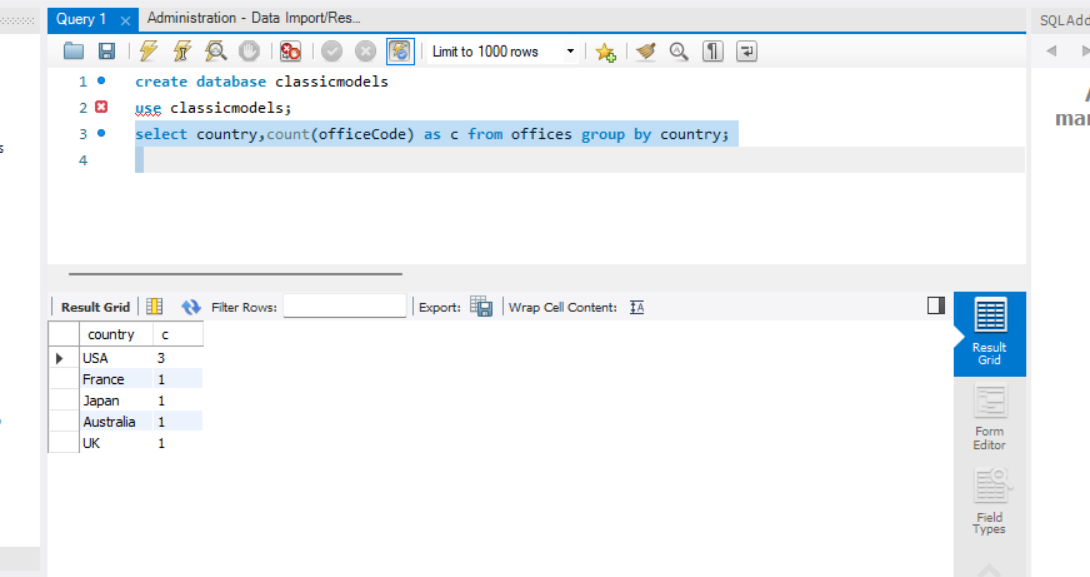 Query 1 Administration - Data Import/Res...
SQLAdd
Limit to 1000 rows
1 create database classicmodels
2 use classicmodels;
3 select country,count(officeCode) as c from offices group by country;
4
s
mar
Result Grid Filter Rows: Export: Wrap Cell Content: IA
country c
USA 3
France 1
Japan 1
Australia 1
UK 1
Result
Grid
Form
Editor
Field
Types